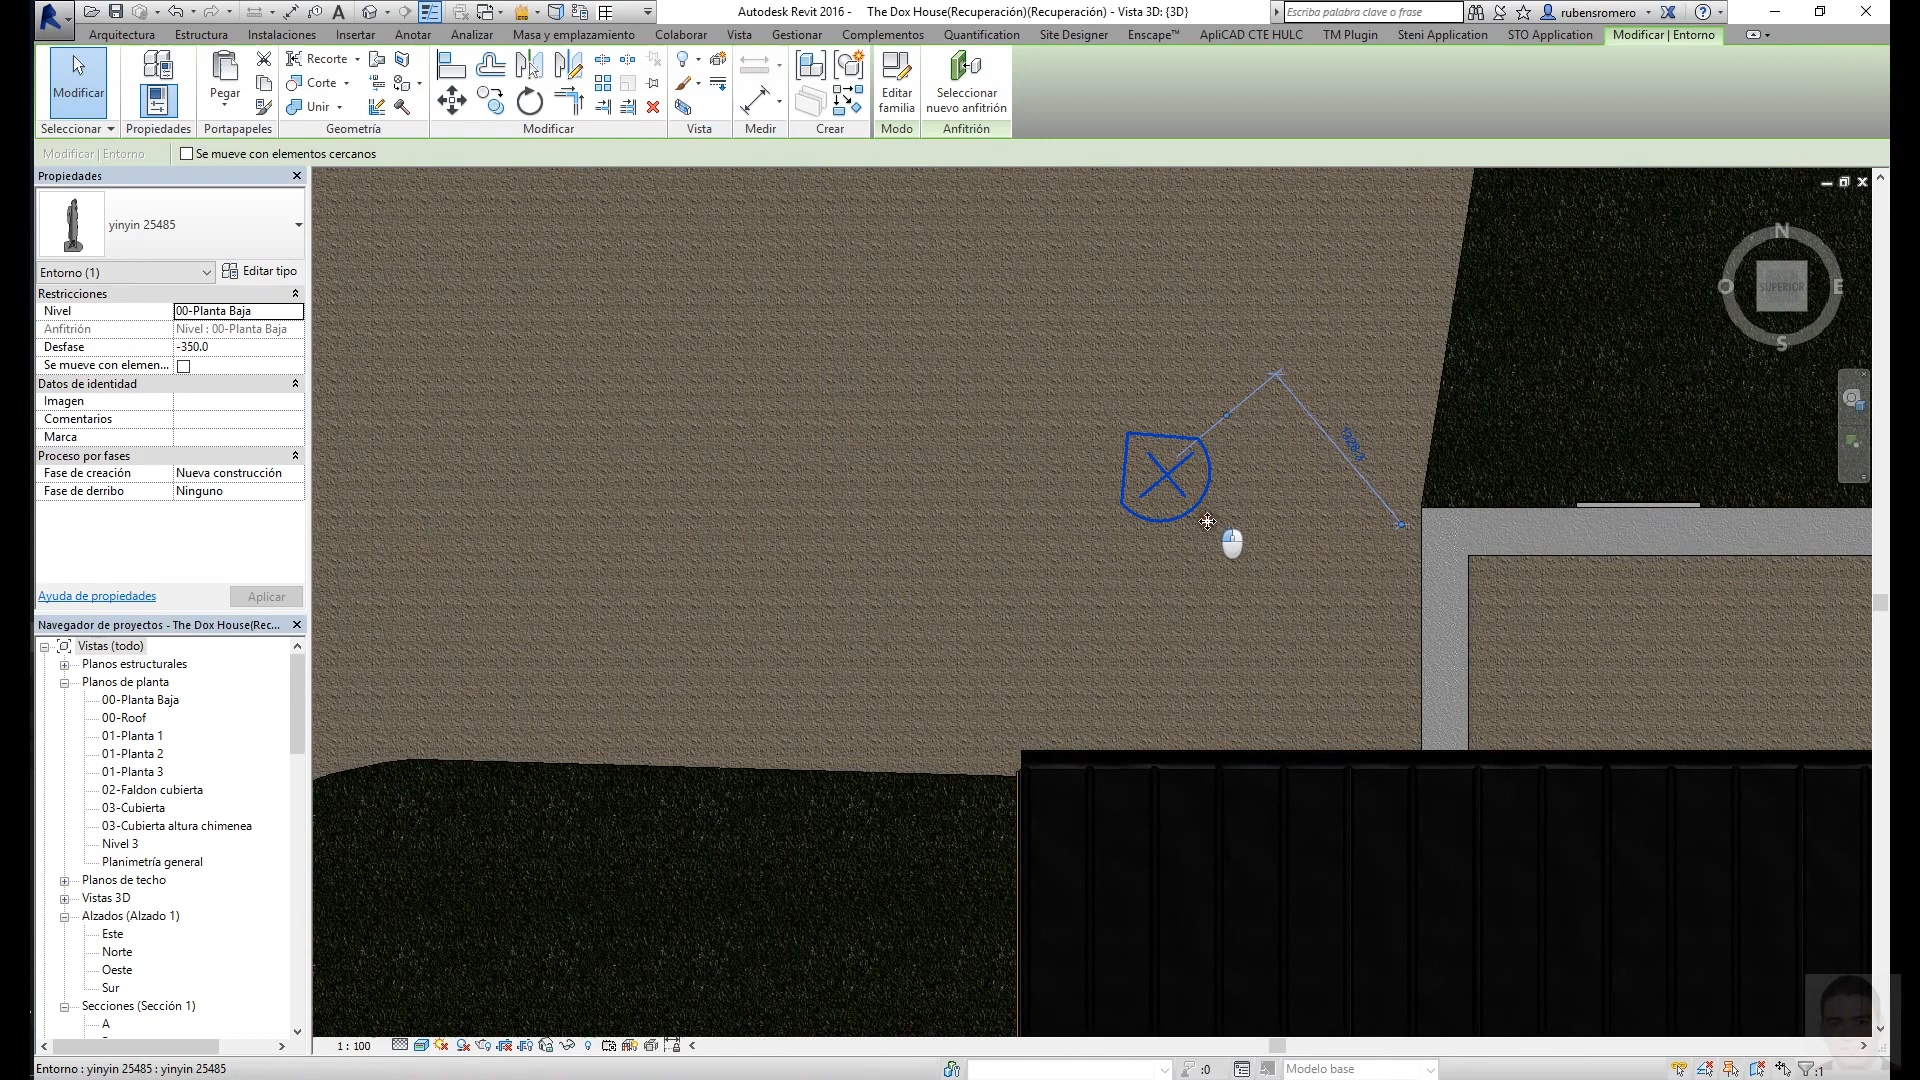 Autodesk Revit 2016 - The Dox House(Recuperación)(Recuperación) - Vista 3D: {3D}
Escriba palabra clave o frase
rubensromero
Arquitectura Estructura Instalaciones Insertar Anotar Analizar Masa y emplazamiento Colaborar Vista Gestionar Complementos Quantification Site Designer Enscape™ ApliCAD CTE HULC TM Plugin Steni Application STO Application Modificar | Entorno
Modificar
Pegar
Recorte
Corte
Unir
Editar familia
Seleccionar nuevo anfitrión
Seleccionar Propiedades Portapapeles Geometría Modificar Vista Medir Crear Modo Anfitrión
Modificar | Entorno Se mueve con elementos cercanos
Propiedades
yinyin 25485
Entorno (1) Editar tipo
Restricciones
Nivel 00-Planta Baja
Anfitrión Nivel : 00-Planta Baja
Desfase -350.0
Se mueve con elemen...
Datos de identidad
Imagen
Comentarios
Marca
Proceso por fases
Fase de creación Nueva construcción
Fase de derribo Ninguno
Ayuda de propiedades Aplicar
Navegador de proyectos - The Dox House(Rec...
Vistas (todo)
Planos estructurales
Planos de planta
00-Planta Baja
00-Roof
01-Planta 1
01-Planta 2
01-Planta 3
02-Faldon cubierta
03-Cubierta
03-Cubierta altura chimenea
Nivel 3
Planimetría general
Planos de techo
Vistas 3D
Alzados (Alzado 1)
Este
Norte
Oeste
Sur
Secciones (Sección 1)
A
N
O SUPERIOR E
S
1 : 100
Entorno : yinyin 25485 : yinyin 25485
:0
Modelo base
:1